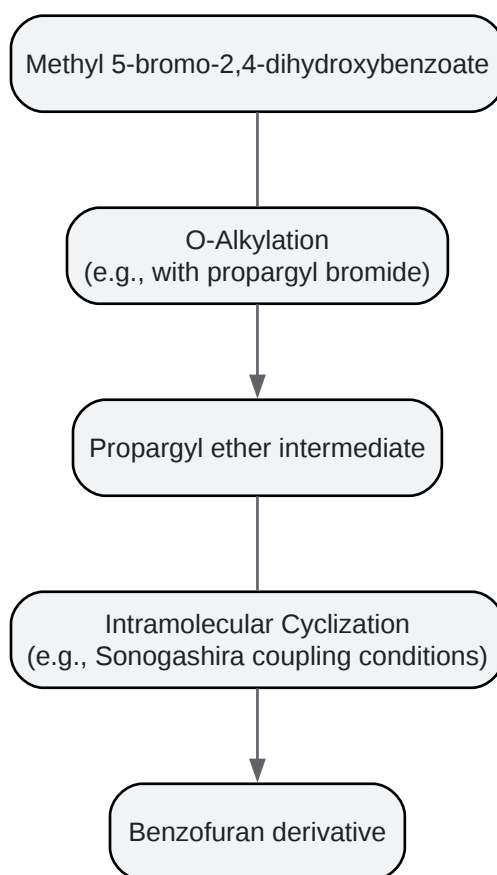 Methyl 5-bromo-2,4-dihydroxybenzoate
O-Alkylation
(e.g., with propargyl bromide)
Propargyl ether intermediate
Intramolecular Cyclization
(e.g., Sonogashira coupling conditions)
Benzofuran derivative